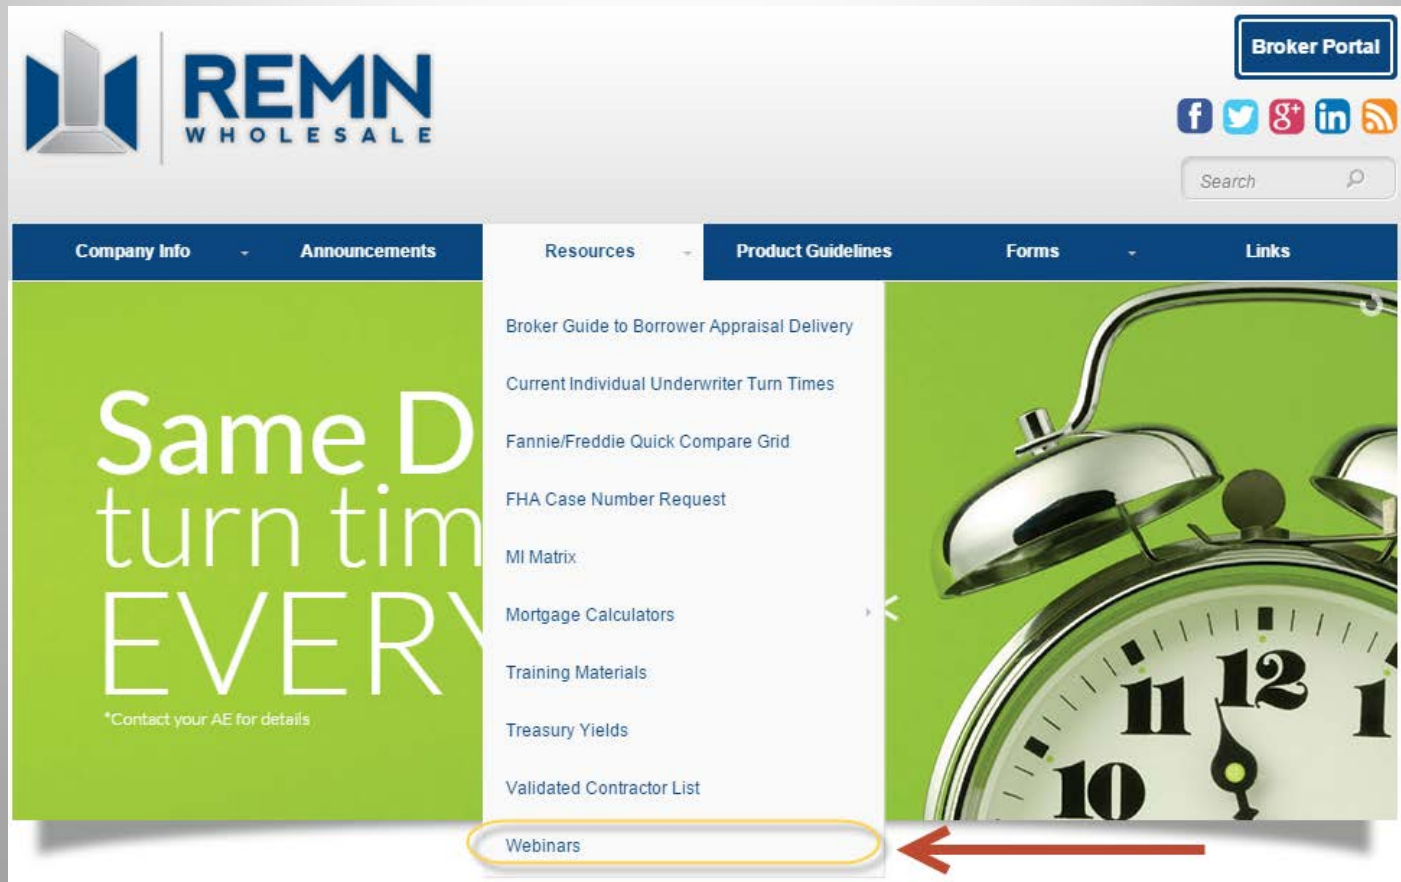 REMN
WHOLESALE
Broker Portal
Search
Company Info
Announcements
Resources
Product Guidelines
Forms
Links
Broker Guide to Borrower Appraisal Delivery
Current Individual Underwriter Turn Times
Fannie/Freddie Quick Compare Grid
FHA Case Number Request
MI Matrix
Mortgage Calculators
Training Materials
Treasury Yields
Validated Contractor List
Webinars
Same D
turn tim
EVERY
*Contact your AE for details
11 12 1
10